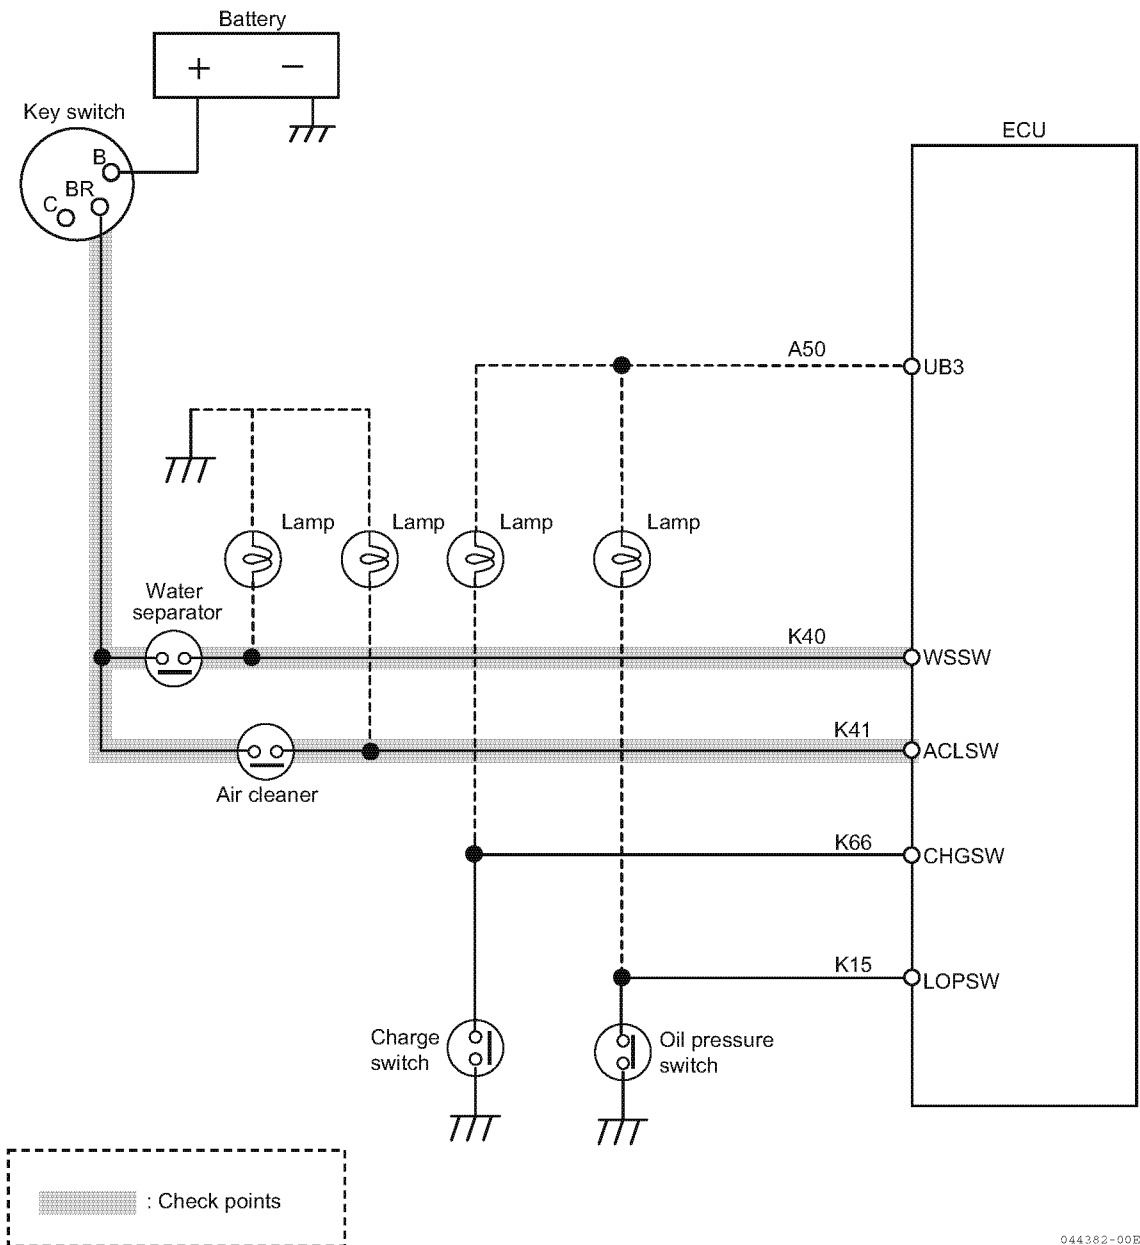 Battery
+ −
Key switch
B
BR
C
ECU
A50
UB3
Lamp
Lamp
Lamp
Lamp
Water
separator
K40
WSSW
K41
ACLSW
Air cleaner
K66
CHGSW
K15
LOPSW
Charge
switch
Oil pressure
switch
: Check points
044382-00E